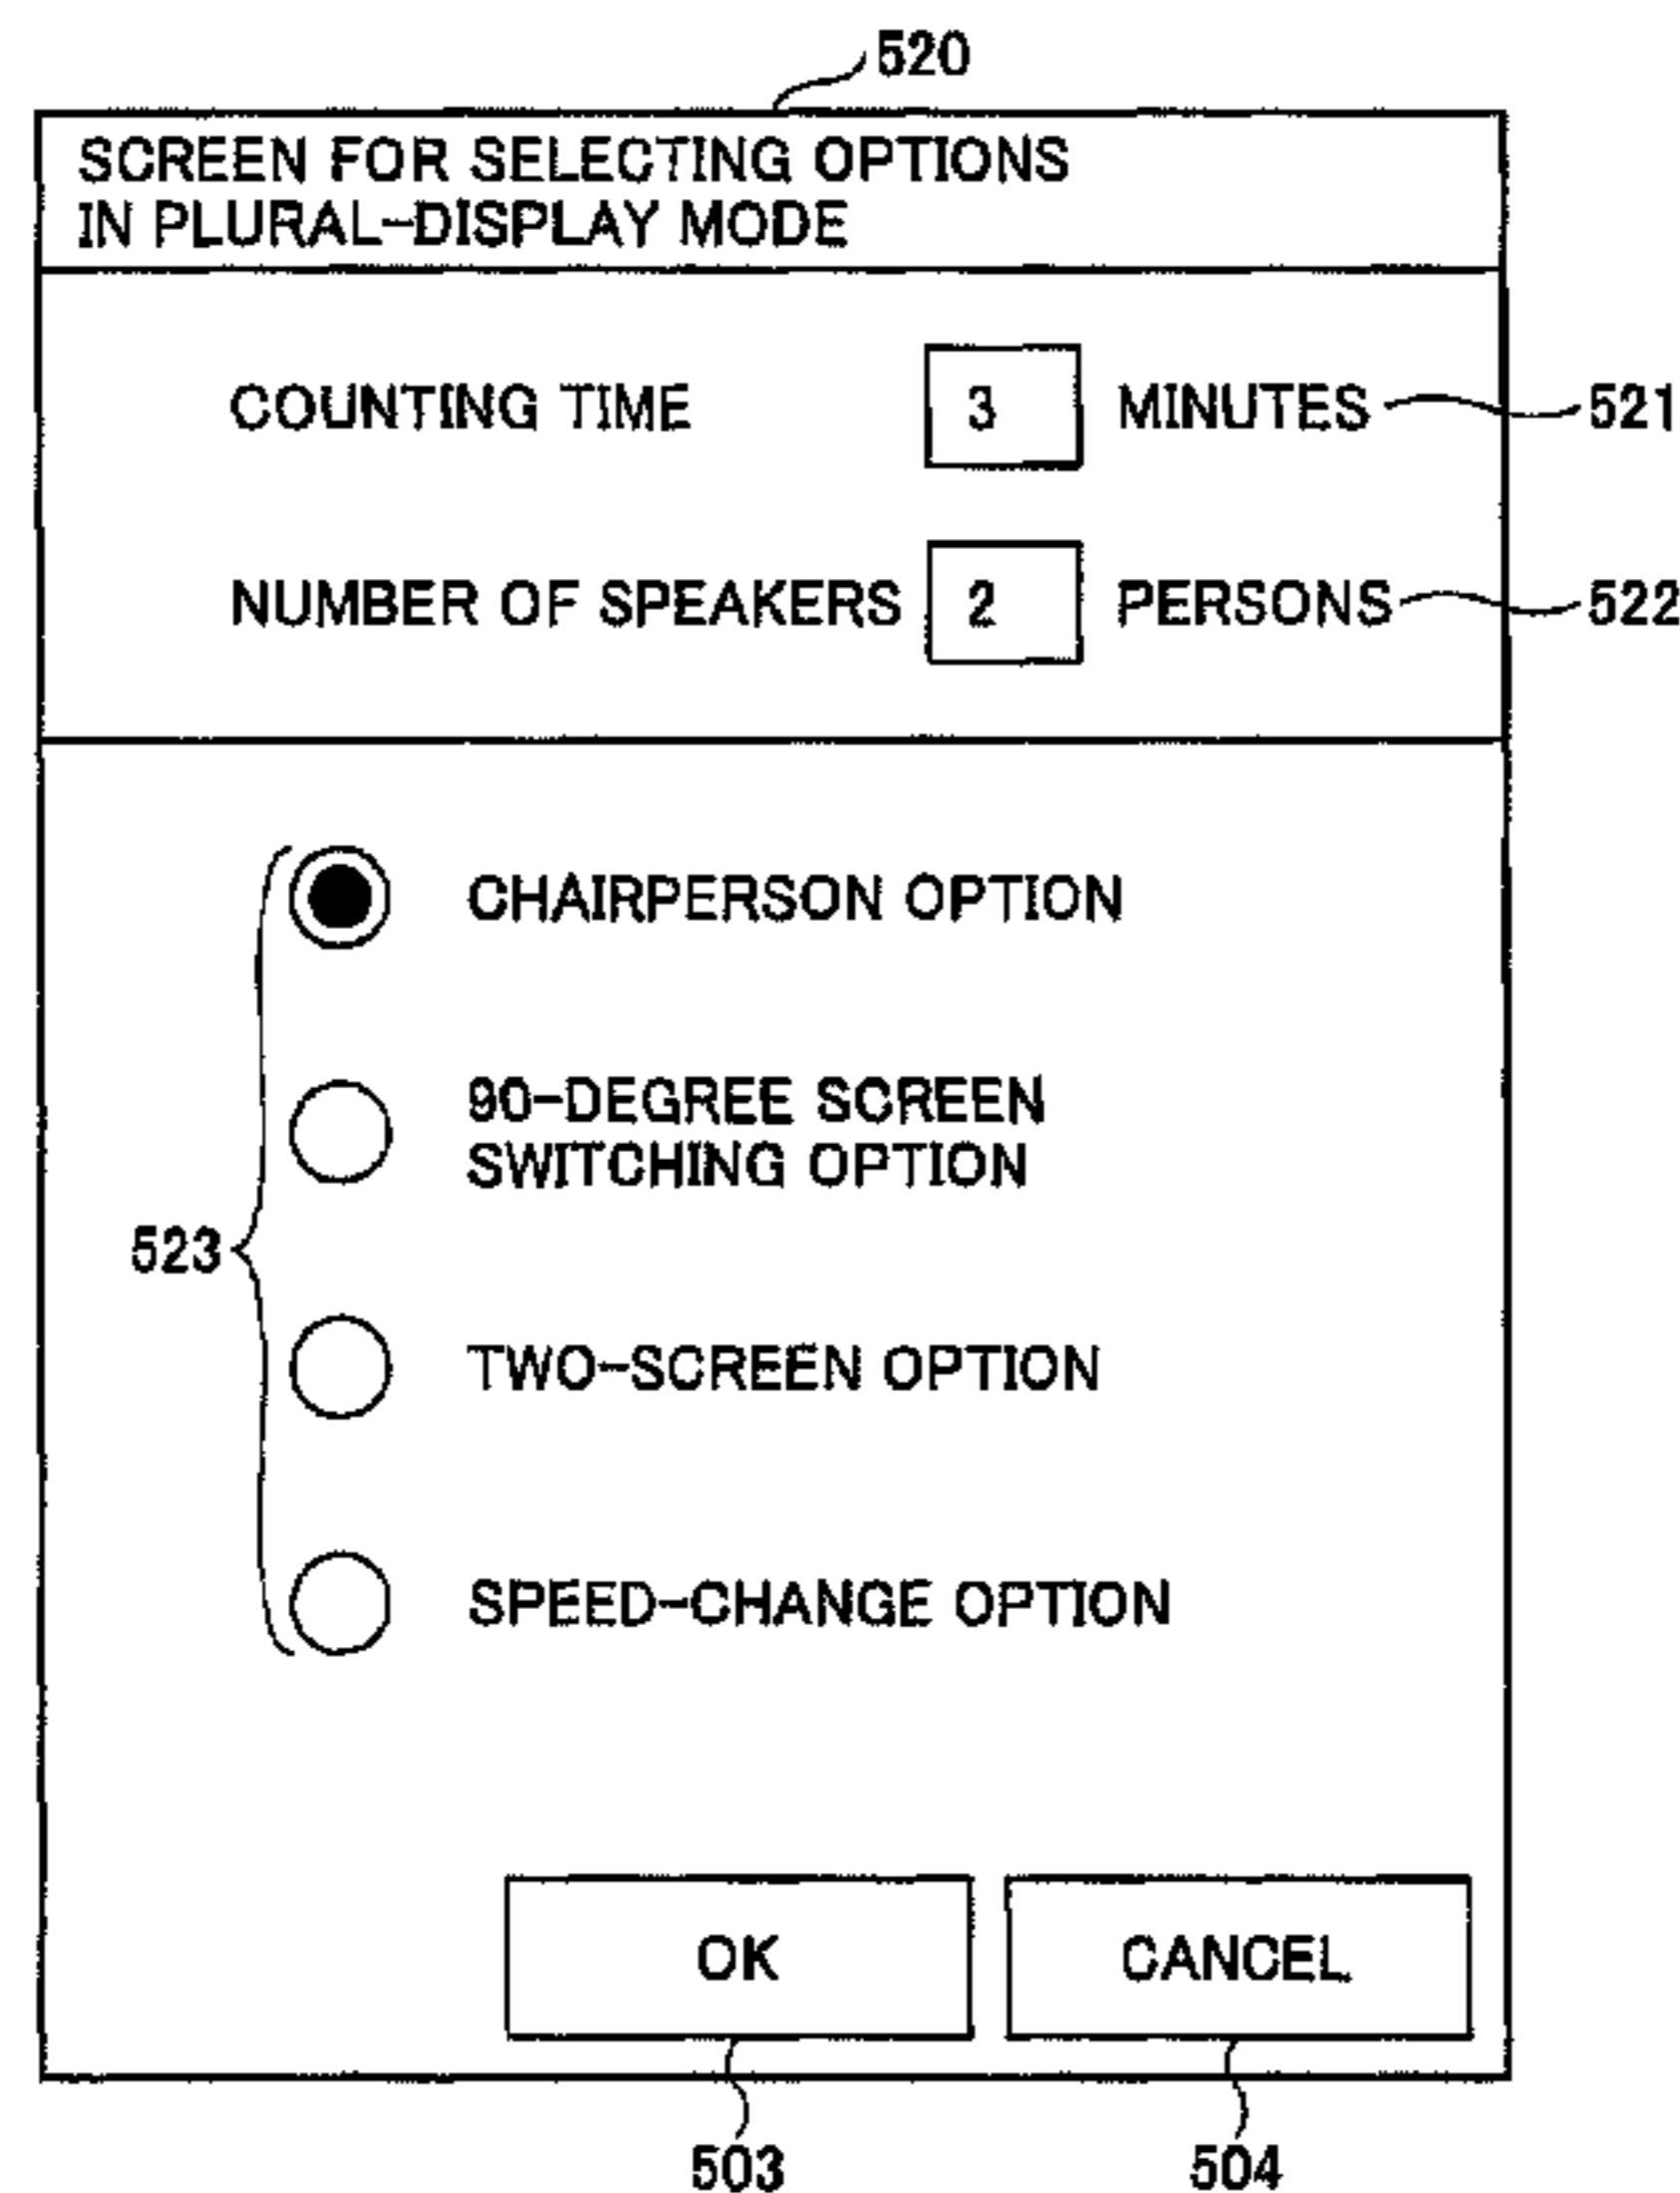 520
SCREEN FOR SELECTING OPTIONS
IN PLURAL-DISPLAY MODE
COUNTING TIME 3 MINUTES 521
NUMBER OF SPEAKERS 2 PERSONS 522
CHAIRPERSON OPTION
90-DEGREE SCREEN
SWITCHING OPTION
523
TWO-SCREEN OPTION
SPEED-CHANGE OPTION
OK CANCEL
503 504